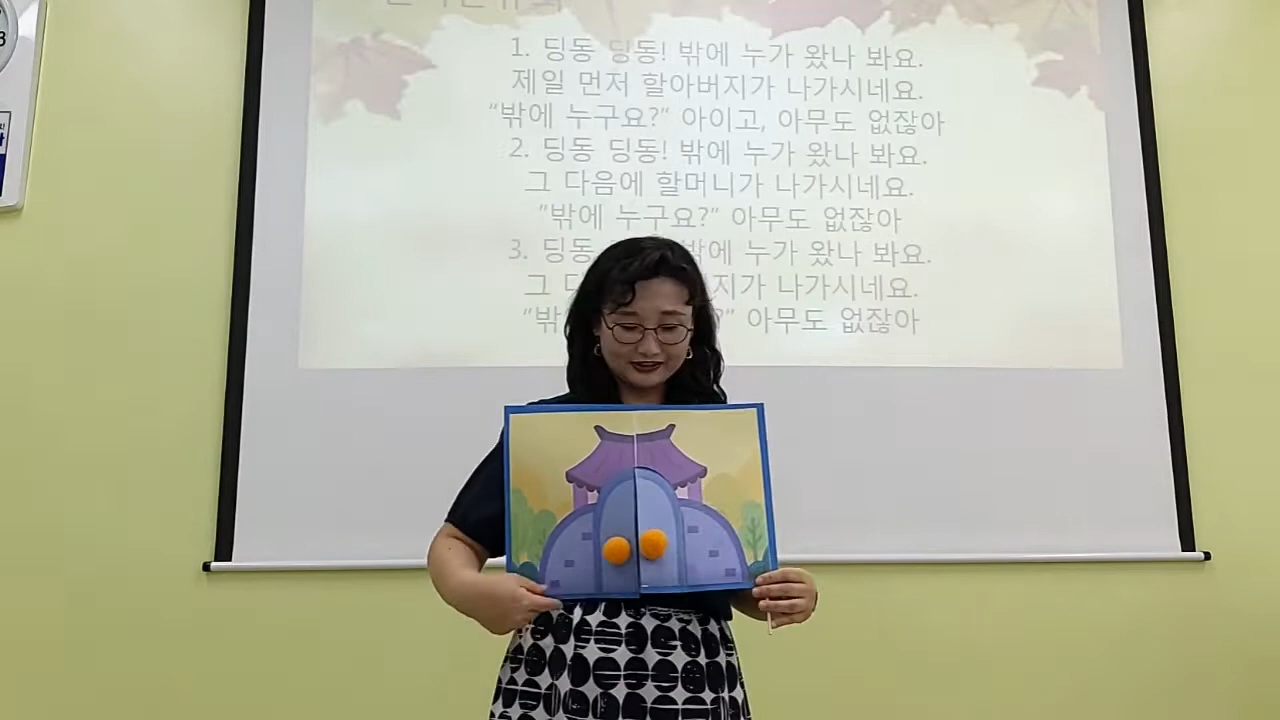 1. 딩동 딩동! 밖에 누가 왔나 봐요.
제일 먼저 할아버지가 나가시네요.
"밖에 누구요?" 아이고, 아무도 없잖아
2. 딩동 딩동! 밖에 누가 왔나 봐요.
그 다음에 할머니가 나가시네요.
"밖에 누구요?" 아무도 없잖아
3. 딩동 밖에 누가 왔나 봐요.
그 지가 나가시네요.
"밖 ?" 아무도 없잖아